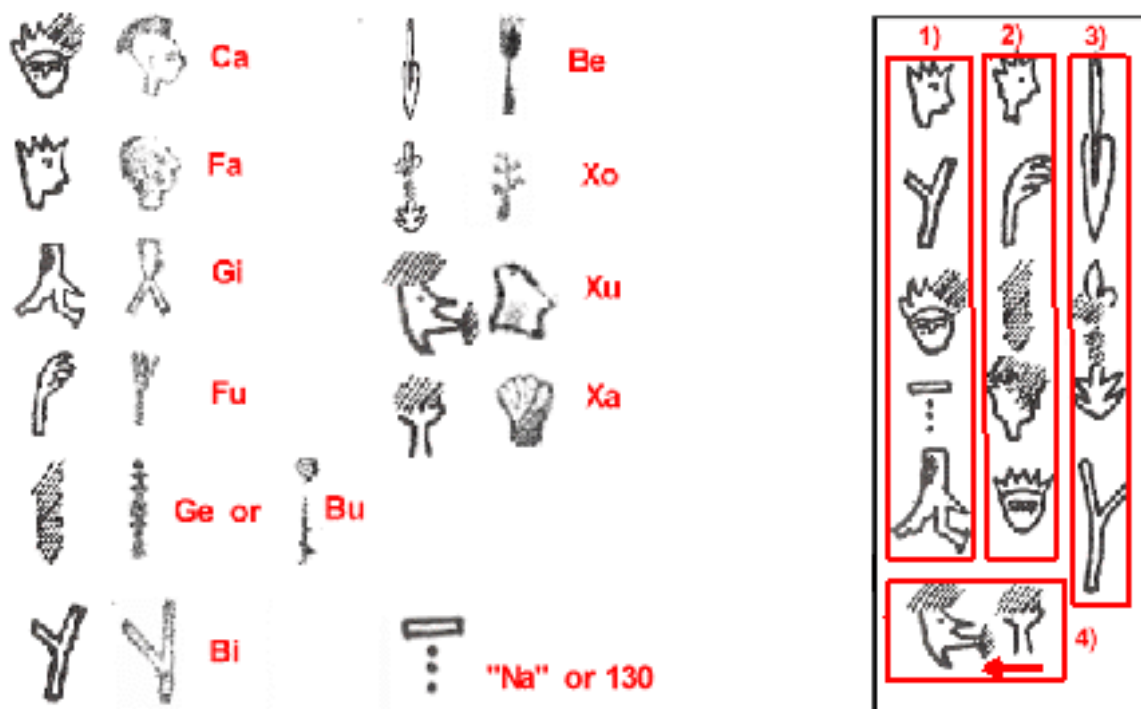 Ca
Be
Fa
Xo
Gi
Xu
Fu
Xa
Ge or Bu
Bi
"Na" or 130
1) 2) 3)
4)